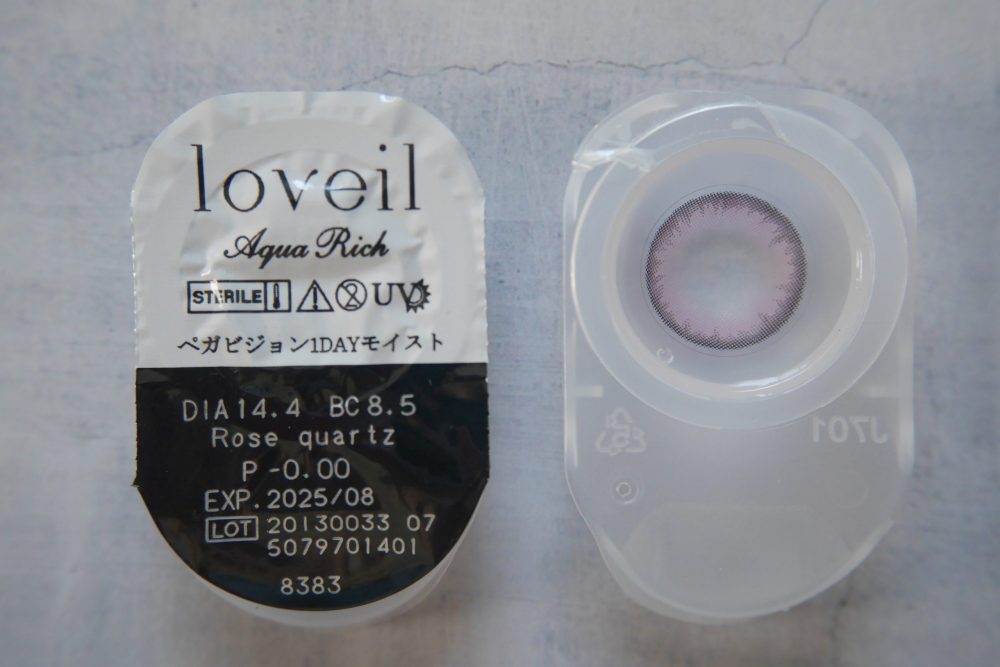 loveil
Aqua Rich
STERILE UV
ペガビジョン1DAYモイスト
DIA14.4 BC8.5
Rose quartz
P -0.00
EXP.2025/08
LOT 20130033 07
5079701401
8383
J701